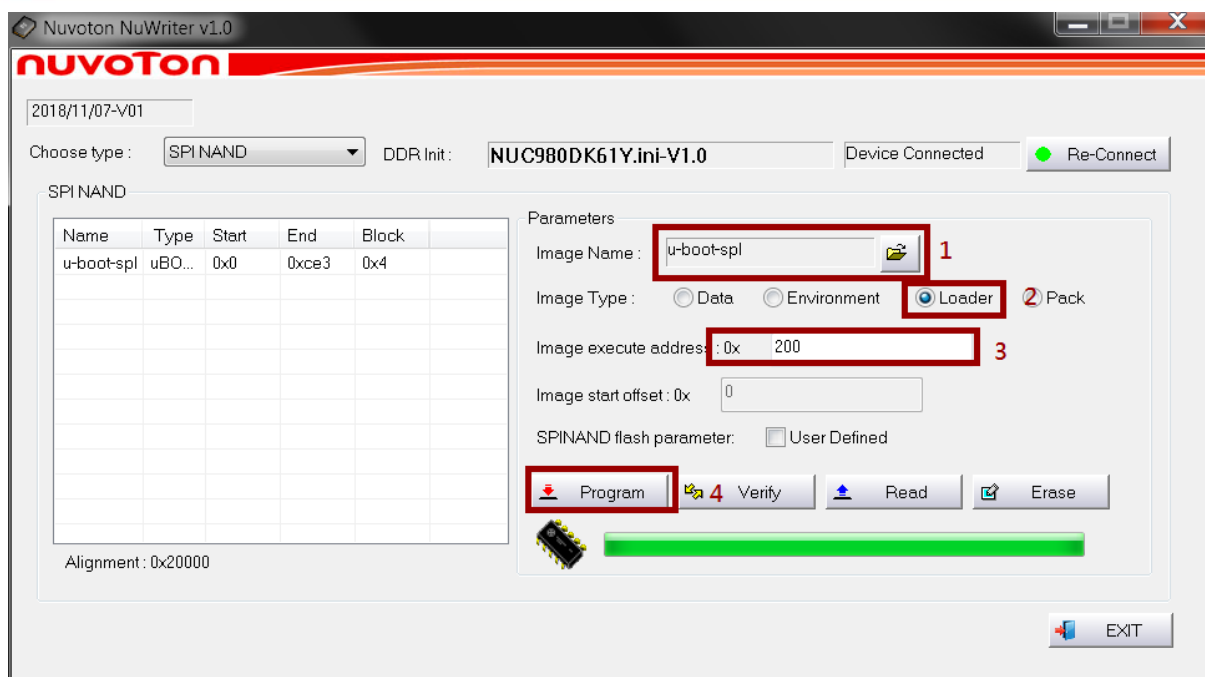 Nuvoton NuWriter v1.0
nuvoTon
2018/11/07-V01
Choose type : SPI NAND DDR Init : NUC980DK61Y.ini-V1.0 Device Connected Re-Connect
SPI NAND
Name Type Start End Block
u-boot-spl uBO... 0x0 0xce3 0x4
Alignment : 0x20000
Parameters
Image Name : u-boot-spl 1
Image Type : Data Environment Loader 2 Pack
Image execute address : 0x 200 3
Image start offset : 0x 0
SPINAND flash parameter: User Defined
Program 4 Verify Read Erase
EXIT